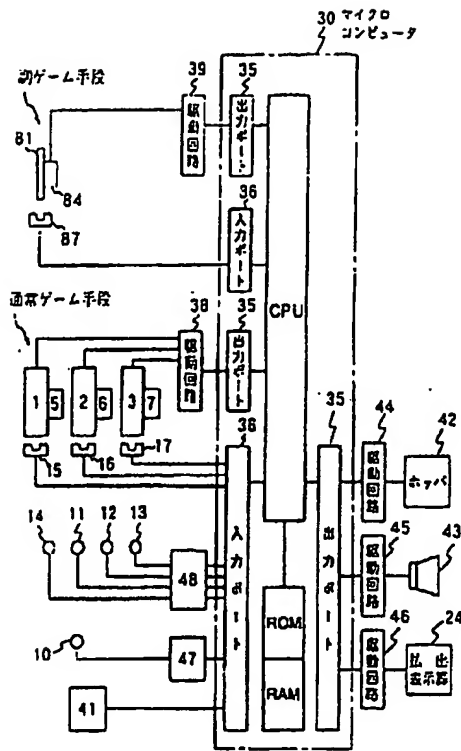 30 マイクロ
コンピュータ
副ゲーム手段
81
84
87
39
駆動回路
35
出力ポート
36
入力ポート
CPU
通常ゲーム手段
38
駆動回路
35
出力ポート
1
5
2
6
3
7
15
16
17
36
入力ポート
35
出力ポート
44
駆動回路
42
ホッパ
14
11
12
13
48
45
駆動回路
43
10
47
ROM
RAM
46
駆動回路
24
払出表示器
41